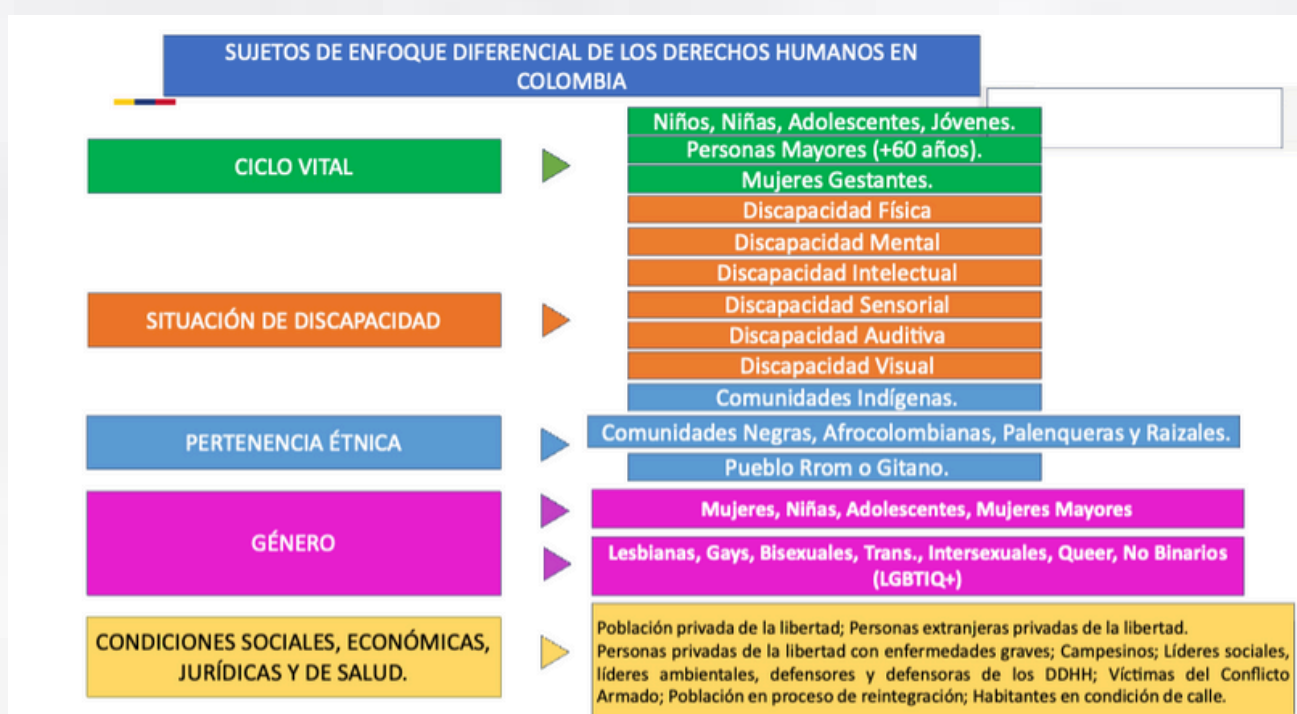 SUJETOS DE ENFOQUE DIFERENCIAL DE LOS DERECHOS HUMANOS EN
COLOMBIA
CICLO VITAL
Niños, Niñas, Adolescentes, Jóvenes.
Personas Mayores (+60 años).
Mujeres Gestantes.
SITUACIÓN DE DISCAPACIDAD
Discapacidad Física
Discapacidad Mental
Discapacidad Intelectual
Discapacidad Sensorial
Discapacidad Auditiva
Discapacidad Visual
PERTENENCIA ÉTNICA
Comunidades Indígenas.
Comunidades Negras, Afrocolombianas, Palenqueras y Raizales.
Pueblo Rrom o Gitano.
GÉNERO
Mujeres, Niñas, Adolescentes, Mujeres Mayores
Lesbianas, Gays, Bisexuales, Trans., Intersexuales, Queer, No Binarios
(LGBTIQ+)
CONDICIONES SOCIALES, ECONÓMICAS,
JURÍDICAS Y DE SALUD.
Población privada de la libertad; Personas extranjeras privadas de la libertad.
Personas privadas de la libertad con enfermedades graves; Campesinos; Líderes sociales,
líderes ambientales, defensores y defensoras de los DDHH; Víctimas del Conflicto
Armado; Población en proceso de reintegración; Habitantes en condición de calle.